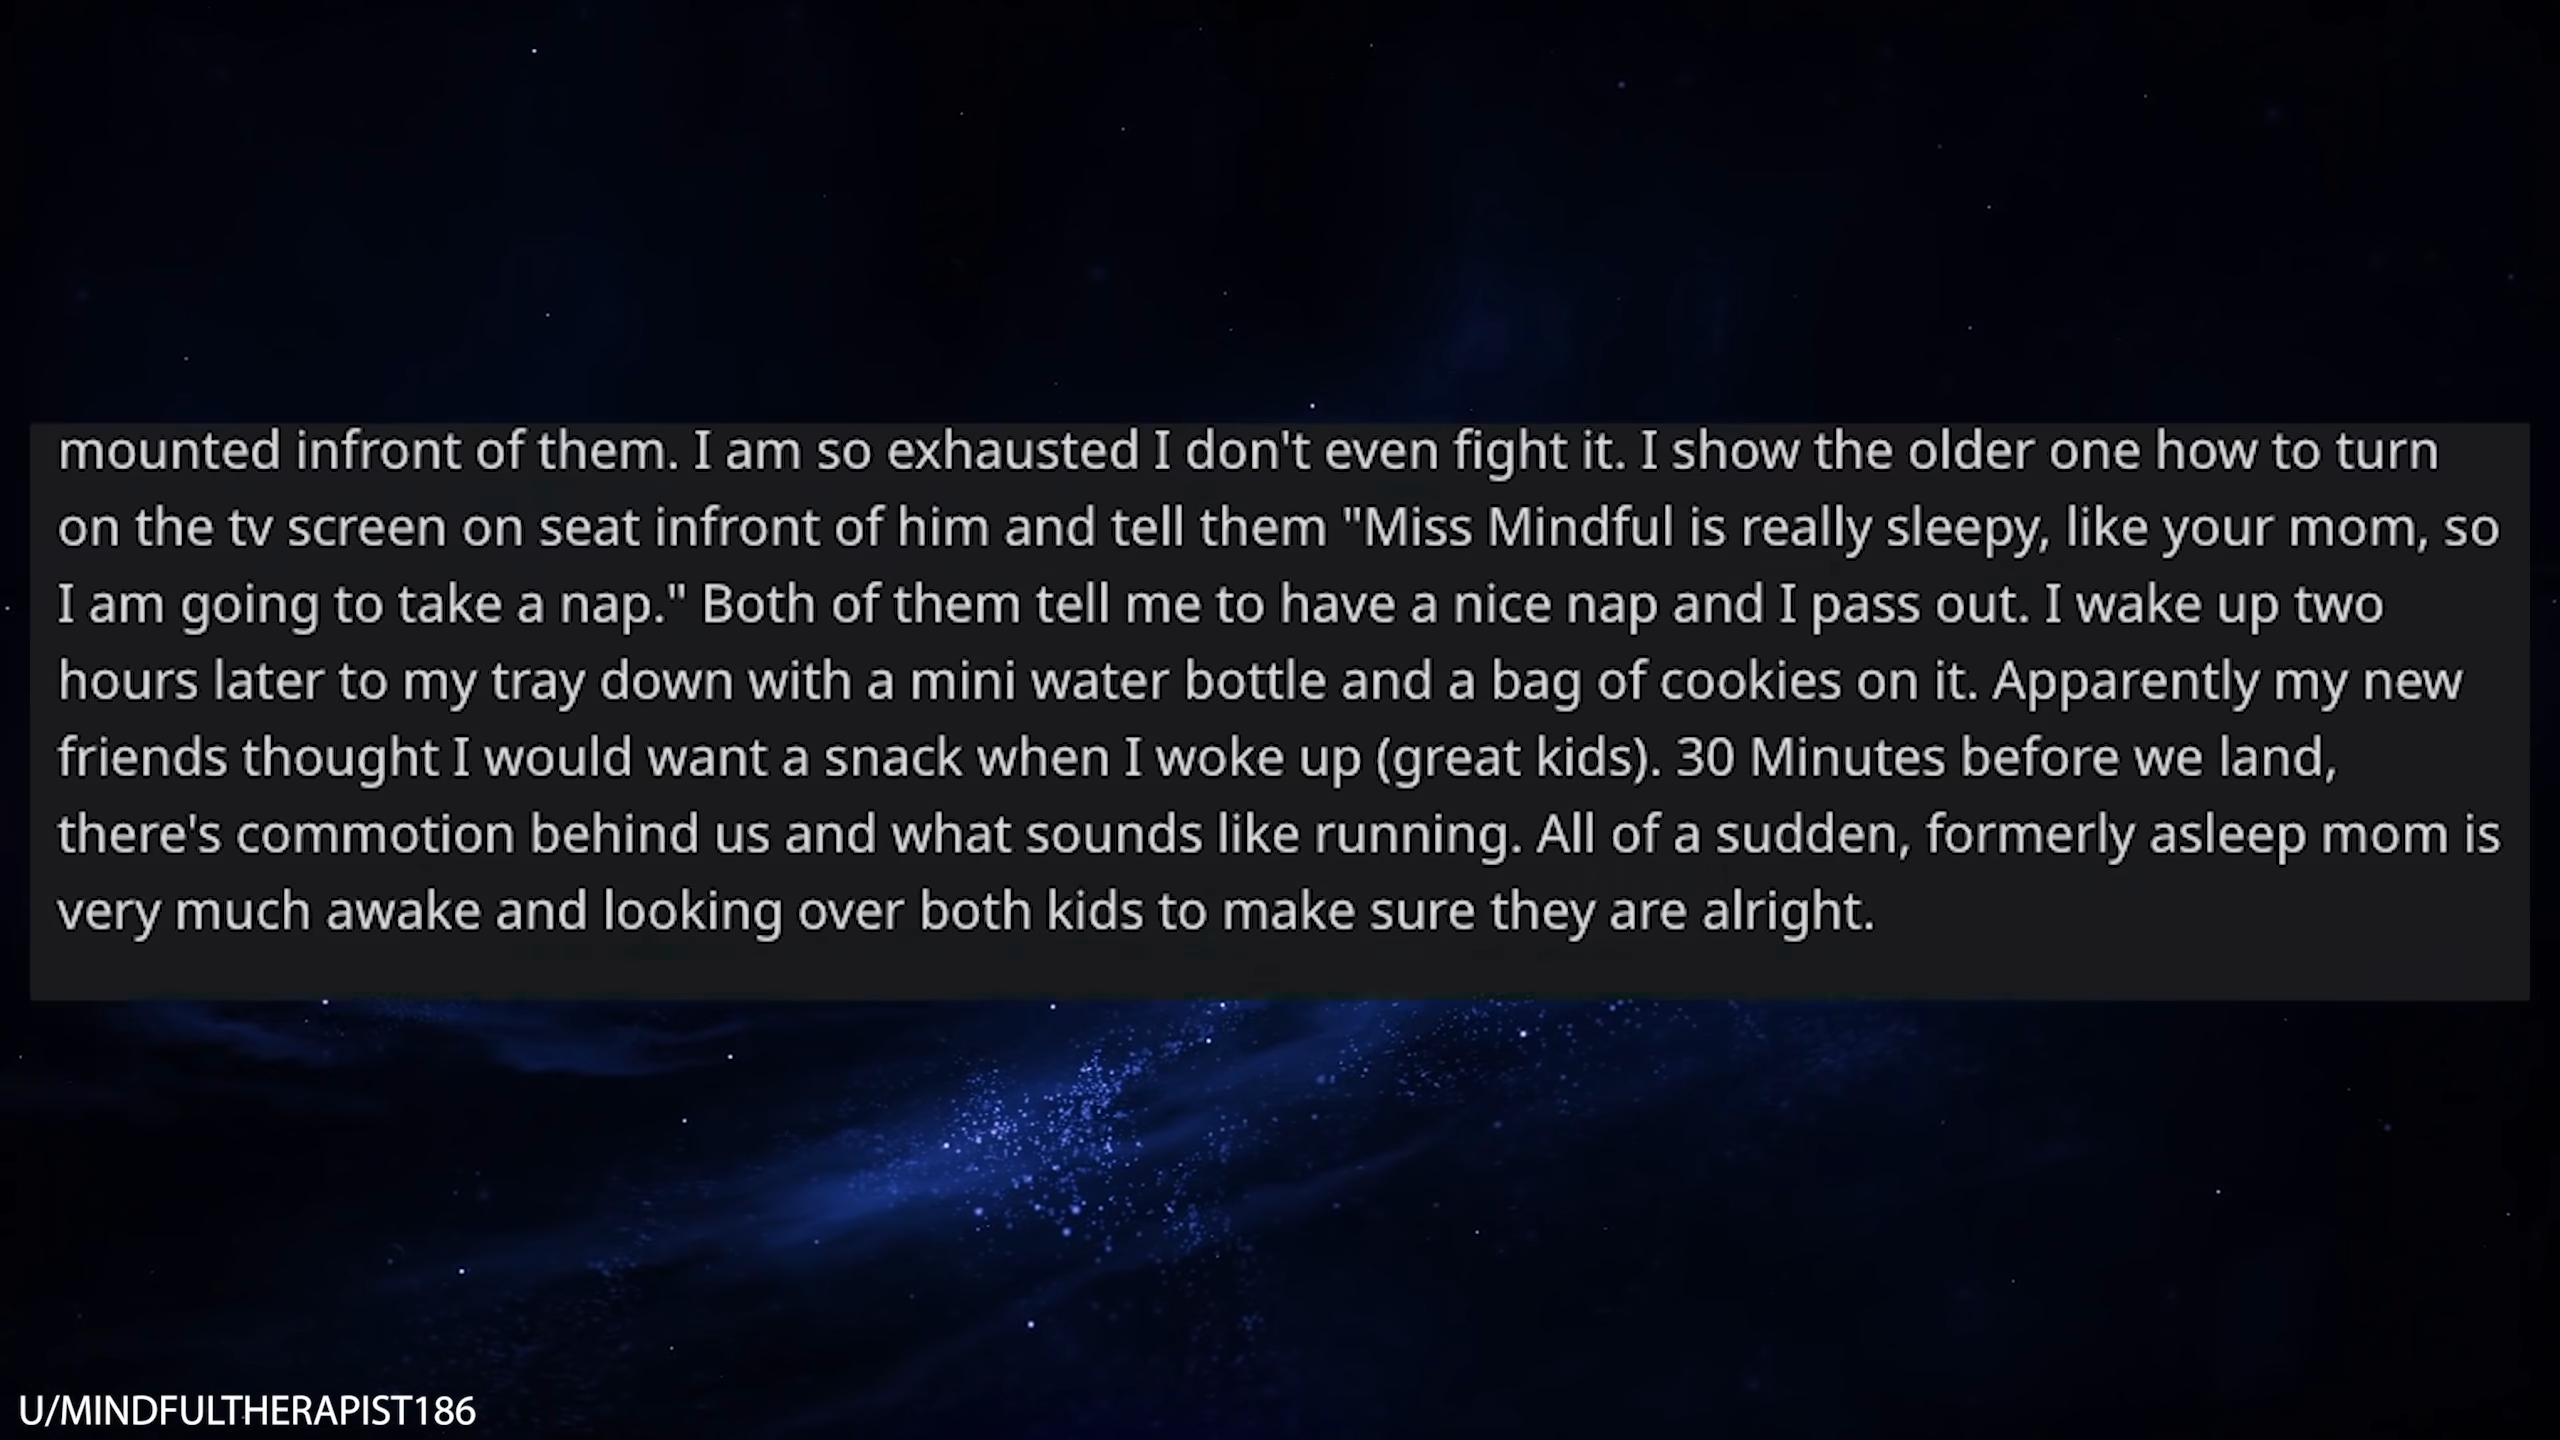 mounted infront of them. I am so exhausted I don't even fight it. I show the older one how to turn
on the tv screen on seat infront of him and tell them "Miss Mindful is really sleepy, like your mom, so
I am going to take a nap." Both of them tell me to have a nice nap and I pass out. I wake up two
hours later to my tray down with a mini water bottle and a bag of cookies on it. Apparently my new
friends thought I would want a snack when I woke up (great kids). 30 Minutes before we land,
there's commotion behind us and what sounds like running. All of a sudden, formerly asleep mom is
very much awake and looking over both kids to make sure they are alright.
U/MINDFULTHERAPIST186